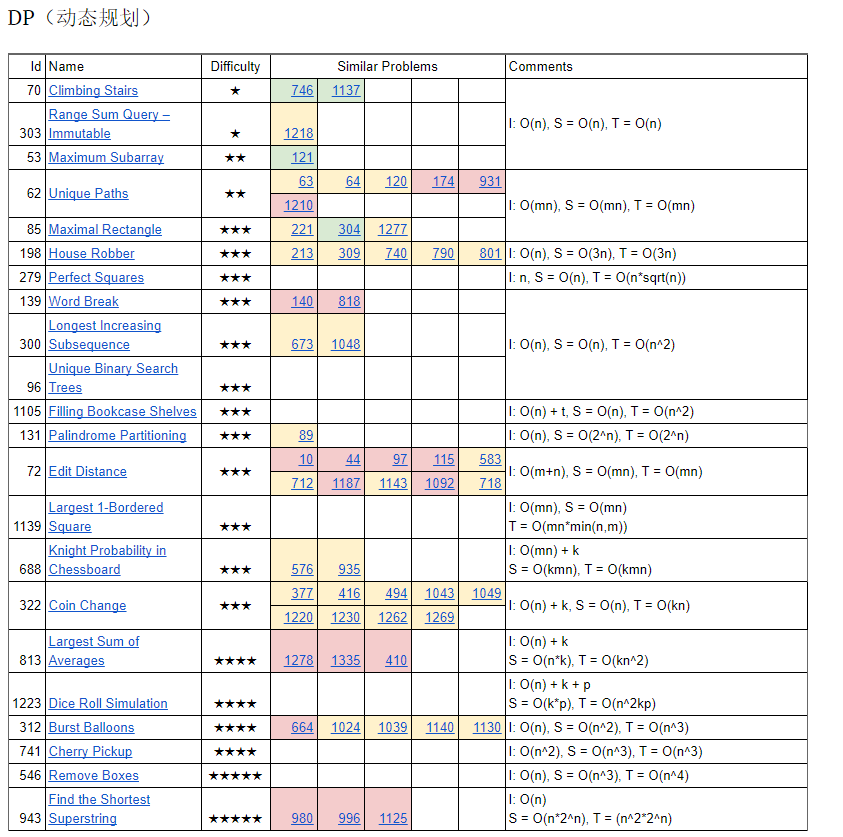 DP（动态规划）
Id Name Difficulty Similar Problems Comments
70 Climbing Stairs ★ 746 1137
303 Range Sum Query –
Immutable ★ 1218
I: O(n), S = O(n), T = O(n)
53 Maximum Subarray ★★ 121
62 Unique Paths ★★ 63 64 120 174 931
1210
I: O(mn), S = O(mn), T = O(mn)
85 Maximal Rectangle ★★★ 221 304 1277
198 House Robber ★★★ 213 309 740 790 801 I: O(n), S = O(3n), T = O(3n)
279 Perfect Squares ★★★ I: n, S = O(n), T = O(n*sqrt(n))
139 Word Break ★★★ 140 818
300 Longest Increasing
Subsequence ★★★ 673 1048
I: O(n), S = O(n), T = O(n^2)
96 Unique Binary Search
Trees ★★★
1105 Filling Bookcase Shelves ★★★ I: O(n) + t, S = O(n), T = O(n^2)
131 Palindrome Partitioning ★★★ 89 I: O(n), S = O(2^n), T = O(2^n)
72 Edit Distance ★★★ 10 44 97 115 583
712 1187 1143 1092 718
I: O(m+n), S = O(mn), T = O(mn)
1139 Largest 1-Bordered
Square ★★★
I: O(mn), S = O(mn)
T = O(mn*min(n,m))
688 Knight Probability in
Chessboard ★★★ 576 935
I: O(mn) + k
S = O(kmn), T = O(kmn)
322 Coin Change ★★★ 377 416 494 1043 1049
1220 1230 1262 1269
I: O(n) + k, S = O(n), T = O(kn)
813 Largest Sum of
Averages ★★★★ 1278 1335 410
I: O(n) + k
S = O(n*k), T = O(kn^2)
1223 Dice Roll Simulation ★★★★
I: O(n) + k + p
S = O(k*p), T = O(n^2kp)
312 Burst Balloons ★★★★ 664 1024 1039 1140 1130 I: O(n), S = O(n^2), T = O(n^3)
741 Cherry Pickup ★★★★ I: O(n^2), S = O(n^3), T = O(n^3)
546 Remove Boxes ★★★★★ I: O(n), S = O(n^3), T = O(n^4)
943 Find the Shortest
Superstring ★★★★★ 980 996 1125
I: O(n)
S = O(n*2^n), T = (n^2*2^n)